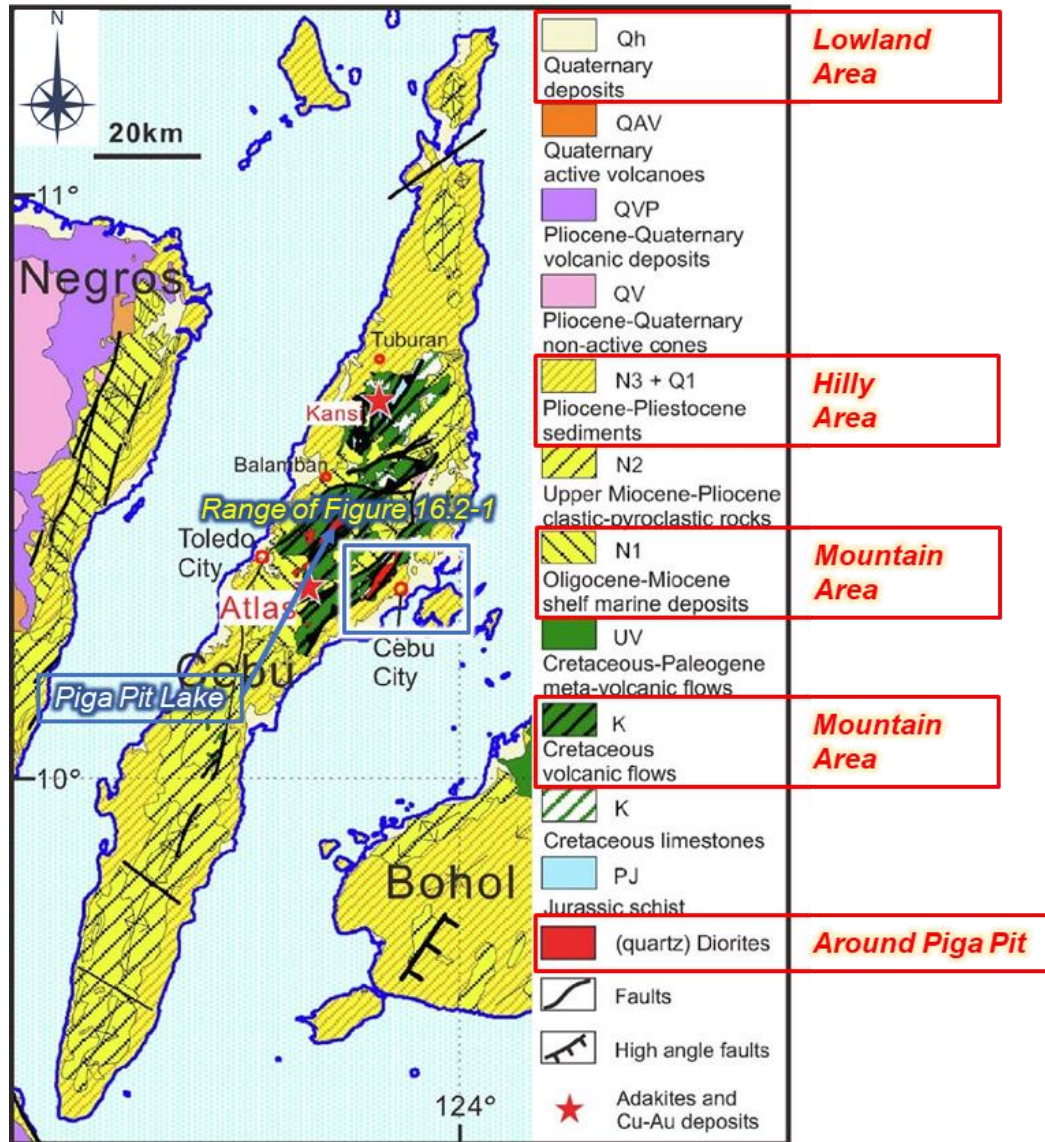 N
20km
11°
Negros
Tuburan
Kansi
Balamban
Range of Figure 16.2-1
Toledo
City
Atlas
Cebu
Cebu
City
Piga Pit Lake
10°
Bohol
124°
Qh
Quaternary
deposits
Lowland
Area
QAV
Quaternary
active volcanoes
QVP
Pliocene-Quaternary
volcanic deposits
QV
Pliocene-Quaternary
non-active cones
N3 + Q1
Pliocene-Pliestocene
sediments
Hilly
Area
N2
Upper Miocene-Pliocene
clastic-pyroclastic rocks
N1
Oligocene-Miocene
shelf marine deposits
Mountain
Area
UV
Cretaceous-Paleogene
meta-volcanic flows
K
Cretaceous
volcanic flows
Mountain
Area
K
Cretaceous limestones
PJ
Jurassic schist
(quartz) Diorites
Around Piga Pit
Faults
High angle faults
Adakites and
Cu-Au deposits